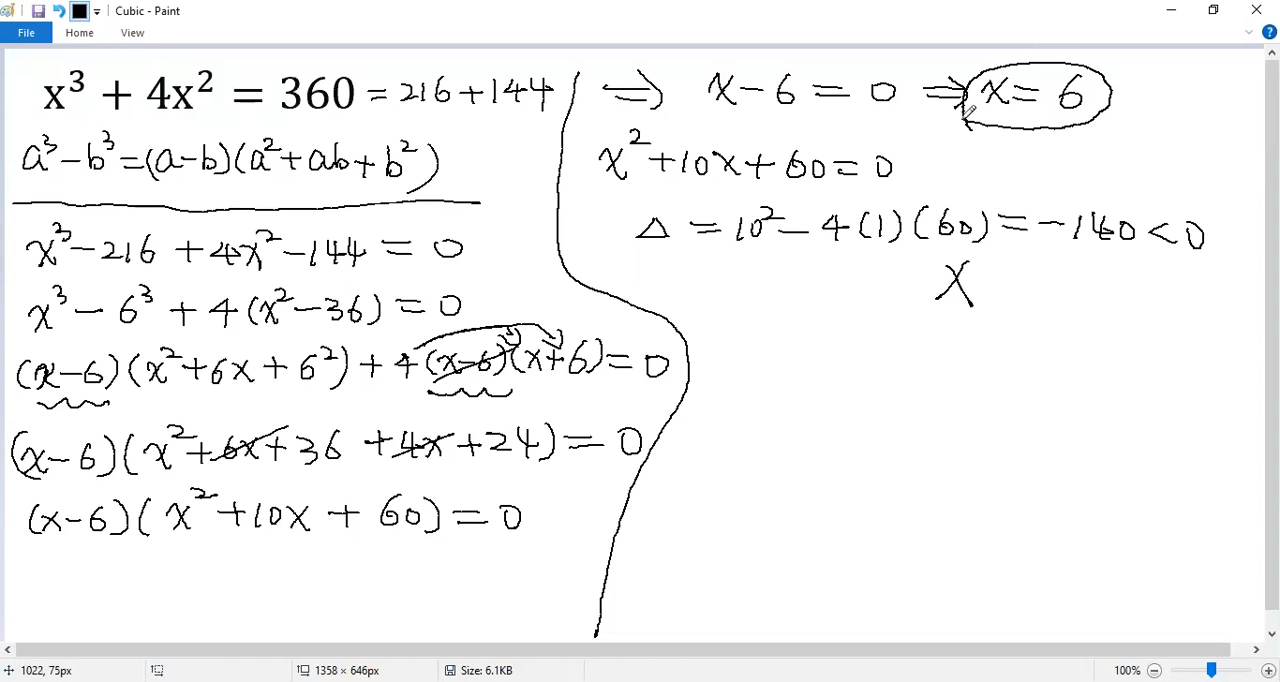 Cubic - Paint
File Home View
x³ + 4x² = 360 = 216 + 144
a³ - b³ = (a-b)(a² + ab + b²)
x³ - 216 + 4x² - 144 = 0
x³ - 6³ + 4(x² - 36) = 0
(x-6)(x² + 6x + 6²) + 4(x-6)(x+6) = 0
(x-6)(x² + 6x + 36 + 4x + 24) = 0
(x-6)(x² + 10x + 60) = 0
⇒ x - 6 = 0 ⇒ x = 6
x² + 10x + 60 = 0
Δ = 10² - 4(1)(60) = -140 < 0
X
1022, 75px 1358 × 646px Size: 6.1KB 100%